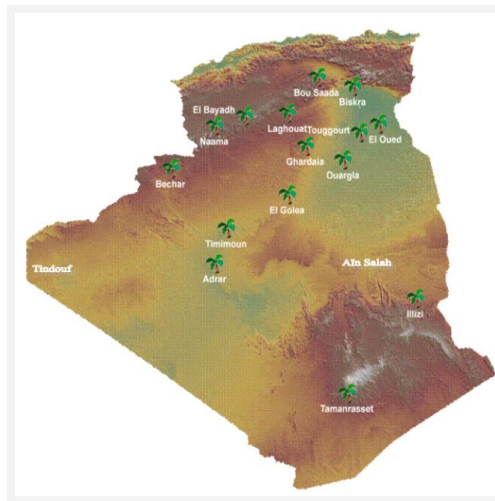 Bou Saada
Biskra
El Bayadh
Laghouat
Touggourt
El Oued
Naama
Ghardaia
Ouargla
Bechar
El Golea
Timimoun
Tindouf
Aïn Salah
Adrar
Illizi
Tamanrasset